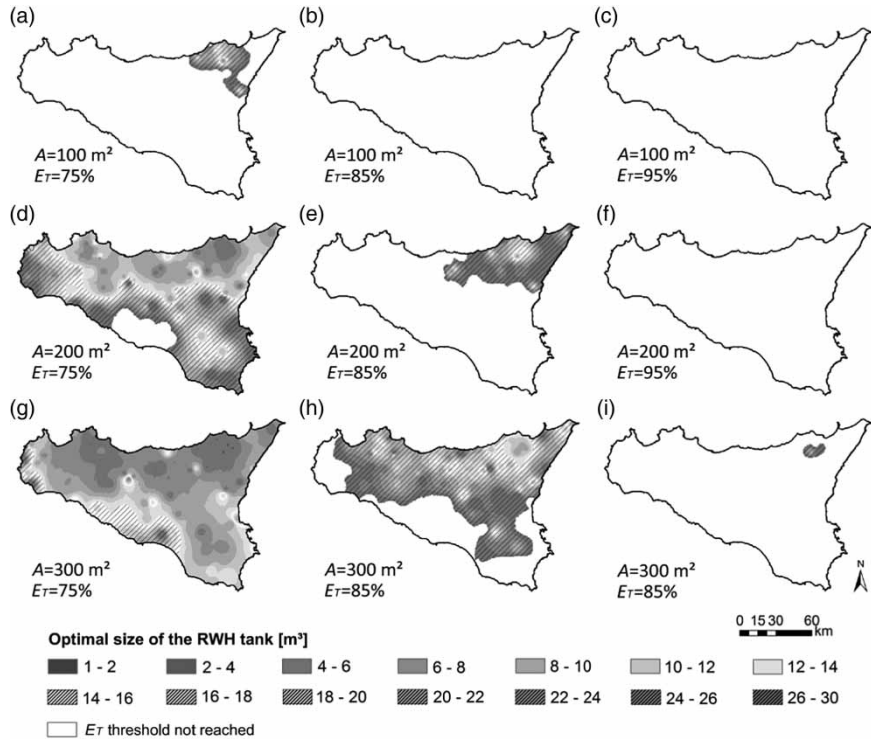 (a)
(b)
(c)
A=100 m²
ET=75%
A=100 m²
ET=85%
A=100 m²
ET=95%
(d)
(e)
(f)
A=200 m²
ET=75%
A=200 m²
ET=85%
A=200 m²
ET=95%
(g)
(h)
(i)
A=300 m²
ET=75%
A=300 m²
ET=85%
A=300 m²
ET=85%
N
Optimal size of the RWH tank [m³]
0 15 30 60
km
1 - 2
2 - 4
4 - 6
6 - 8
8 - 10
10 - 12
12 - 14
14 - 16
16 - 18
18 - 20
20 - 22
22 - 24
24 - 26
26 - 30
ET threshold not reached